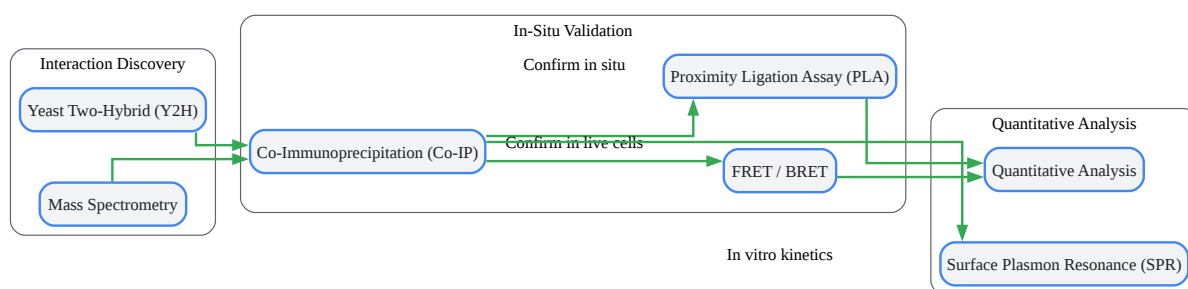 Interaction Discovery
Yeast Two-Hybrid (Y2H)
Mass Spectrometry
In-Situ Validation
Confirm in situ
Proximity Ligation Assay (PLA)
Co-Immunoprecipitation (Co-IP)
Confirm in live cells
FRET / BRET
Quantitative Analysis
Quantitative Analysis
In vitro kinetics
Surface Plasmon Resonance (SPR)